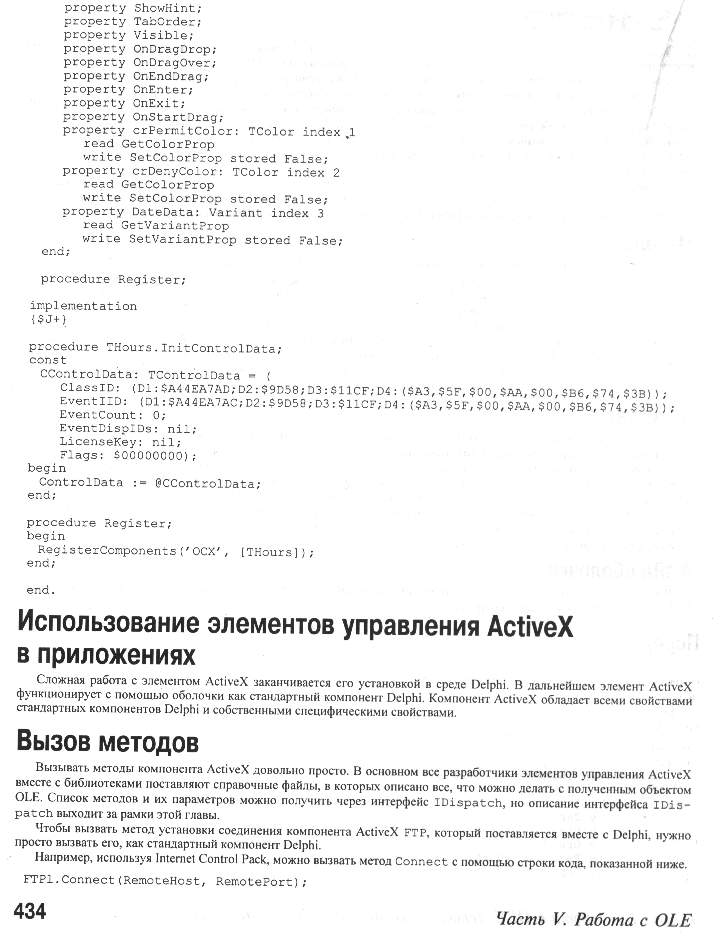 property ShowHint;
property TabOrder;
property Visible;
property OnDragDrop;
property OnDragOver;
property OnEndDrag;
property OnEnter;
property OnExit;
property OnStartDrag;
property crPermitColor: TColor index 1
read GetColorProp
write SetColorProp stored False;
property crDenyColor: TColor index 2
read GetColorProp
write SetColorProp stored False;
property DateData: Variant index 3
read GetVariantProp
write SetVariantProp stored False;
end;
procedure Register;
implementation
{$J+}
procedure THours.InitControlData;
const
CControlData: TControlData = (
ClassID: (D1:$A44EA7AD;D2:$9D58;D3:$11CF;D4:($A3,$5F,$00,$AA,$00,$B6,$74,$3B));
EventIID: (D1:$A44EA7AC;D2:$9D58;D3:$11CF;D4:($A3,$5F,$00,$AA,$00,$B6,$74,$3B));
EventCount: 0;
EventDispIDs: nil;
LicenseKey: nil;
Flags: $00000000);
begin
ControlData := @CControlData;
end;
procedure Register;
begin
RegisterComponents('OCX', [THours]);
end;
end.
Использование элементов управления ActiveX
в приложениях
Сложная работа с элементом ActiveX заканчивается его установкой в среде Delphi. В дальнейшем элемент ActiveX
функционирует с помощью оболочки как стандартный компонент Delphi. Компонент ActiveX обладает всеми свойствами
стандартных компонентов Delphi и собственными специфическими свойствами.
Вызов методов
Вызывать методы компонента ActiveX довольно просто. В основном все разработчики элементов управления ActiveX
вместе с библиотеками поставляют справочные файлы, в которых описано все, что можно делать с полученным объектом
OLE. Список методов и их параметров можно получить через интерфейс IDispatch, но описание интерфейса IDis-
patch выходит за рамки этой главы.
Чтобы вызвать метод установки соединения компонента ActiveX FTP, который поставляется вместе с Delphi, нужно
просто вызвать его, как стандартный компонент Delphi.
Например, используя Internet Control Pack, можно вызвать метод Connect с помощью строки кода, показанной ниже.
FTP1.Connect(RemoteHost, RemotePort);
434
Часть V. Работа с OLE